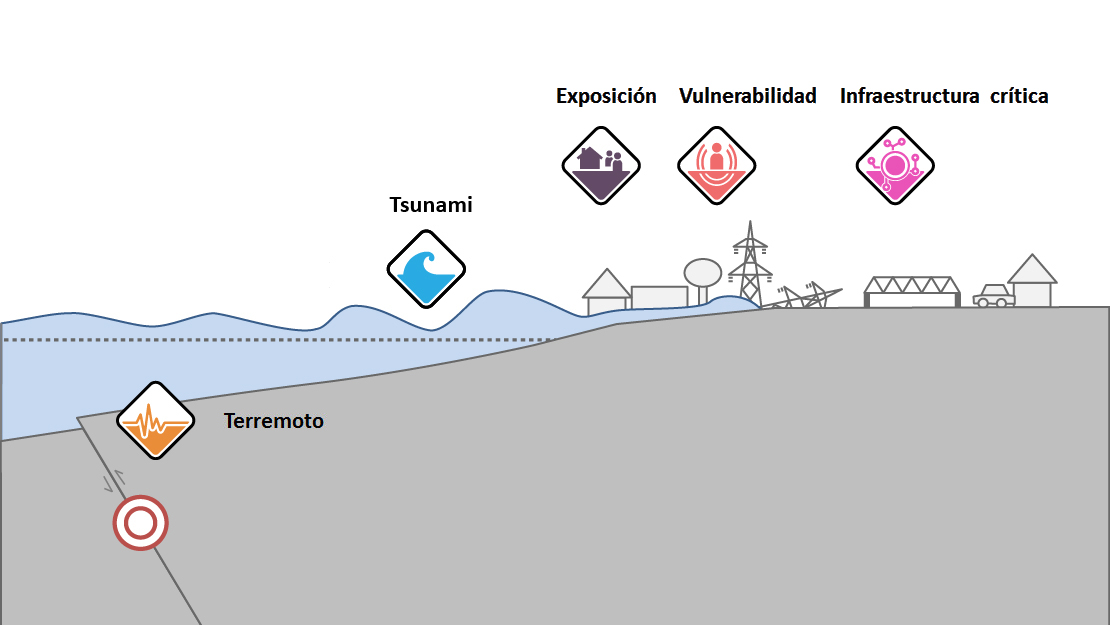 Exposición Vulnerabilidad Infraestructura crítica
Tsunami
Terremoto